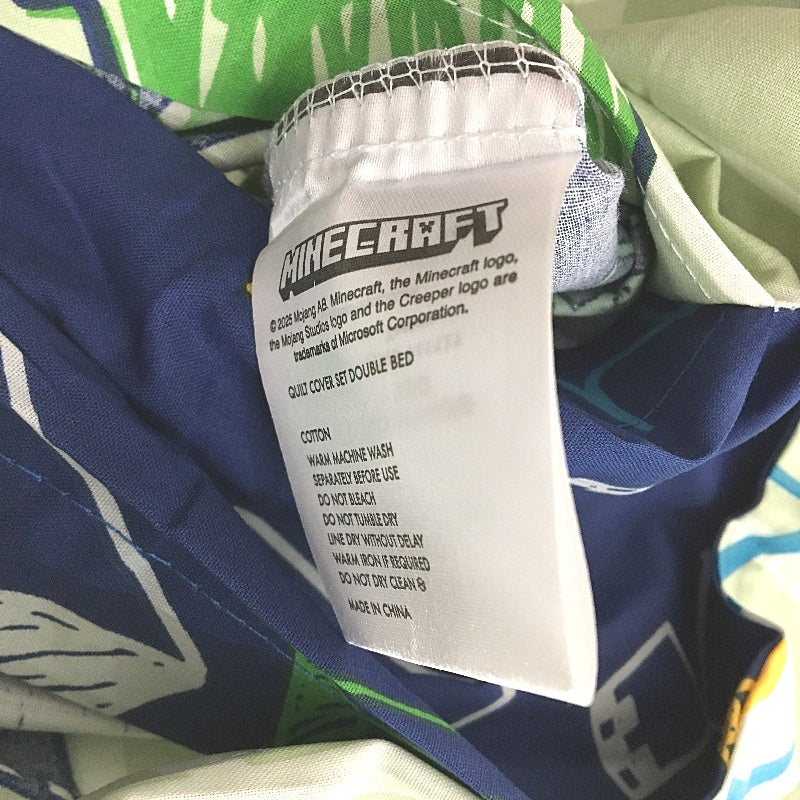 MINECRAFT
© 2025 Mojang AB. Minecraft, the Minecraft logo,
the Mojang Studios logo and the Creeper logo are
trademarks of Microsoft Corporation.
QUILT COVER SET DOUBLE BED
COTTON
WARM MACHINE WASH
SEPARATELY BEFORE USE
DO NOT BLEACH
DO NOT TUMBLE DRY
LINE DRY WITHOUT DELAY
WARM IRON IF REQUIRED
DO NOT DRY CLEAN
MADE IN CHINA